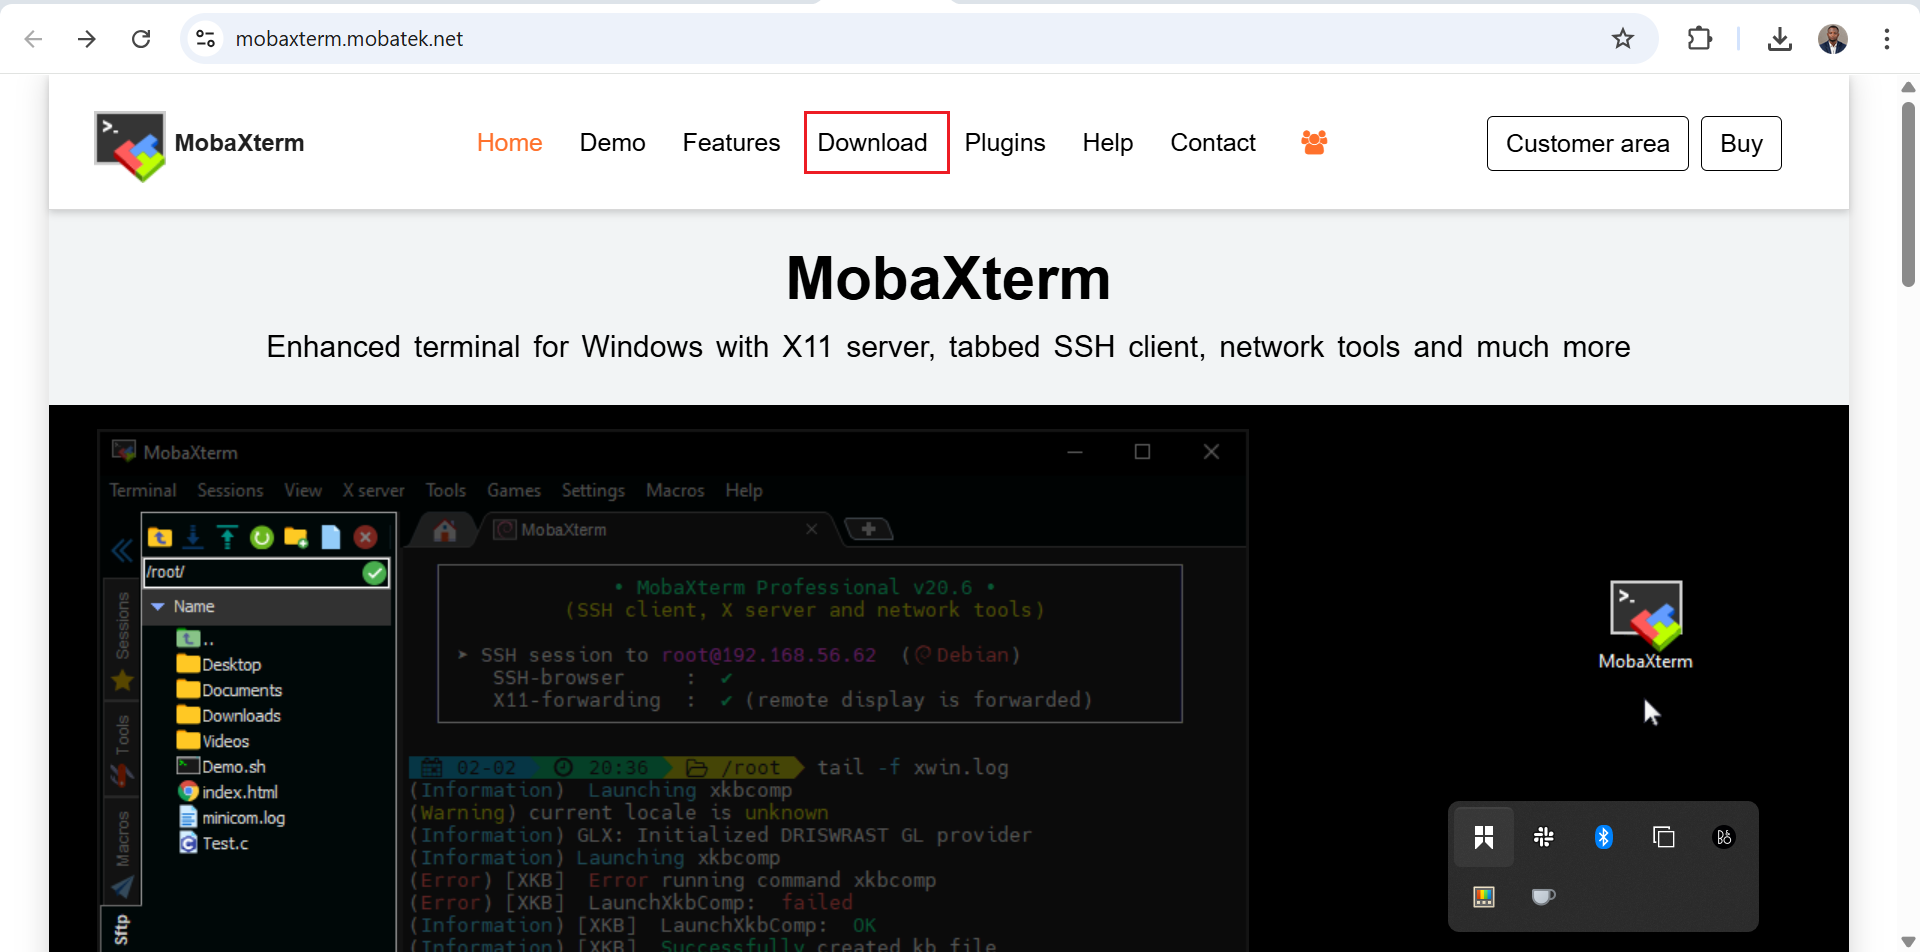 mobaxterm.mobatek.net
MobaXterm
Home Demo Features Download Plugins Help Contact
Customer area Buy
MobaXterm
Enhanced terminal for Windows with X11 server, tabbed SSH client, network tools and much more
MobaXterm
Terminal Sessions View X server Tools Games Settings Macros Help
MobaXterm
/root/
Name
..
Desktop
Documents
Downloads
Videos
Demo.sh
index.html
minicom.log
Test.c
Sessions
Tools
Macros
Sftp
• MobaXterm Professional v20.6 •
(SSH client, X server and network tools)
➤ SSH session to root@192.168.56.62 (Debian)
SSH-browser : ✔
X11-forwarding : ✔ (remote display is forwarded)
02-02 20:36 /root tail -f xwin.log
(Information) Launching xkbcomp
(Warning) current locale is unknown
(Information) GLX: Initialized DRISWRAST GL provider
(Information) Launching xkbcomp
(Error) [XKB] Error running command xkbcomp
(Error) [XKB] LaunchXkbComp: failed
(Information) [XKB] LaunchXkbComp: OK
(Information) [XKB] Successfully created kb file
MobaXterm